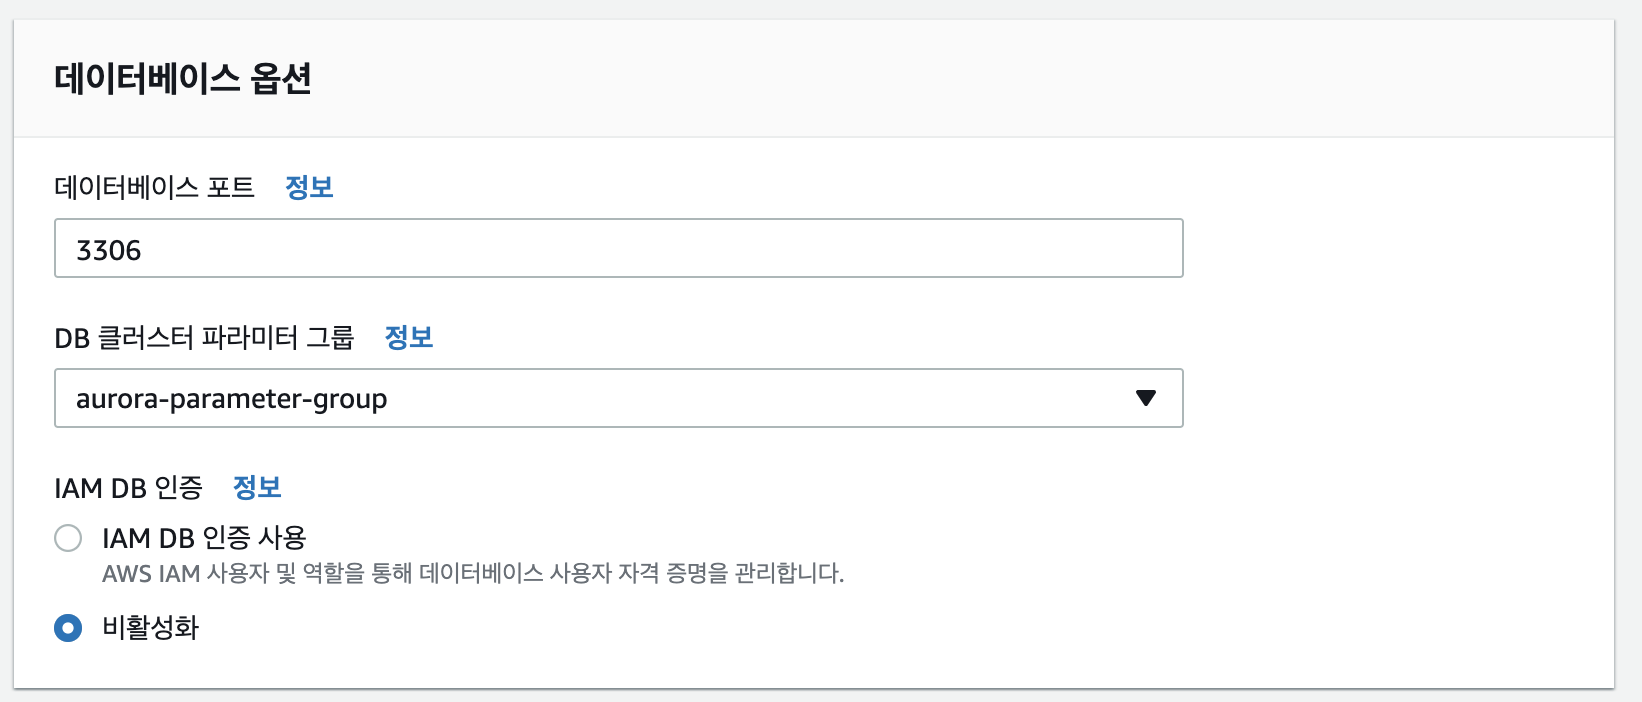 데이터베이스 옵션
데이터베이스 포트 정보
3306
DB 클러스터 파라미터 그룹 정보
aurora-parameter-group
IAM DB 인증 정보
IAM DB 인증 사용
AWS IAM 사용자 및 역할을 통해 데이터베이스 사용자 자격 증명을 관리합니다.
비활성화